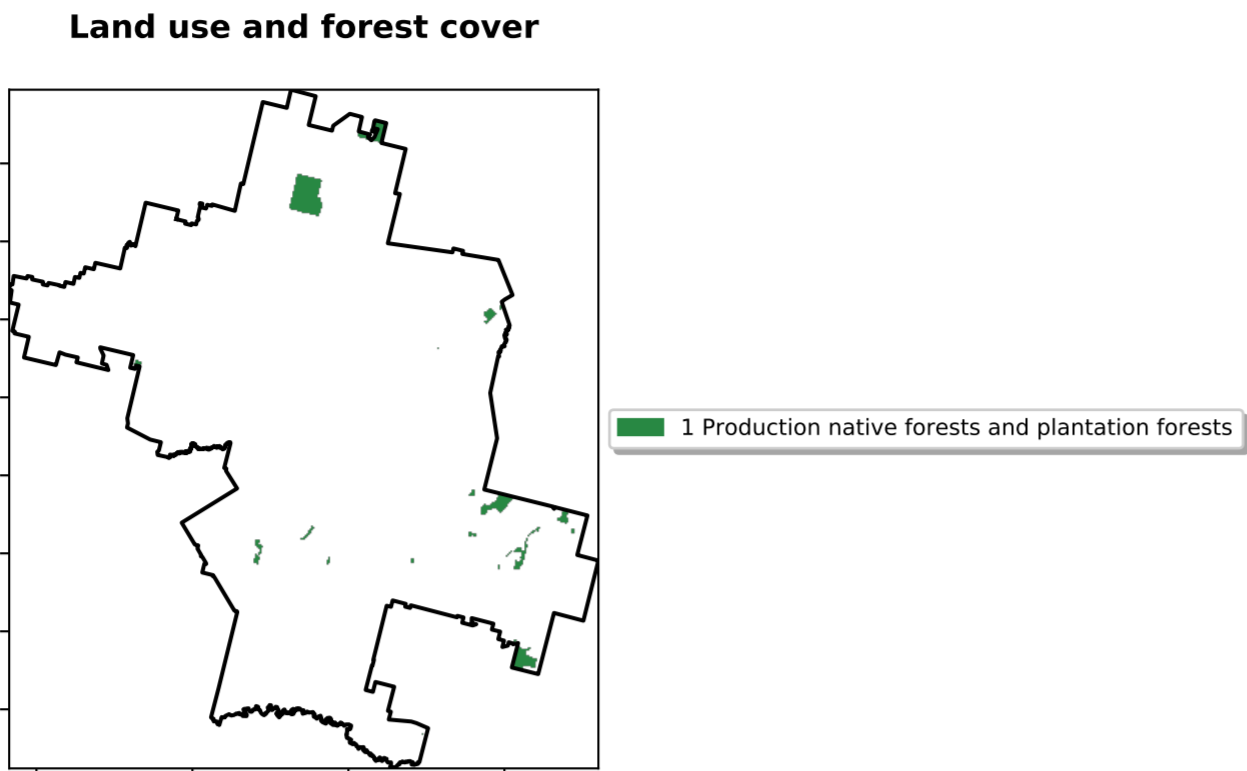 Land use and forest cover
1 Production native forests and plantation forests